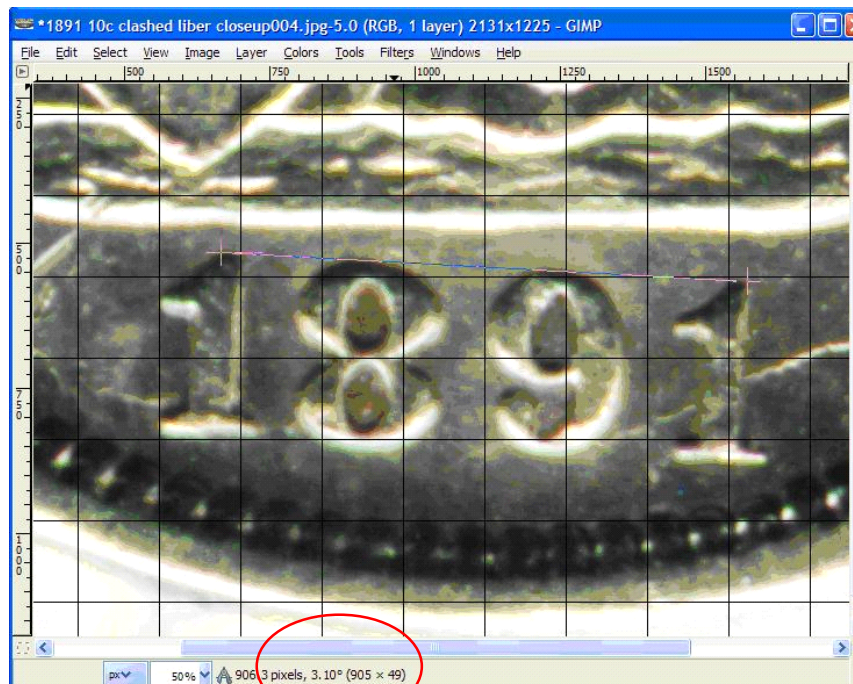 *1891 10c clashed liber closeup004.jpg-5.0 (RGB, 1 layer) 2131x1225 - GIMP
File Edit Select View Image Layer Colors Tools Filters Windows Help
500 750 1000 1250 1500
250
500
750
1000
1891
px 50% 906.3 pixels, 3.10° (905 × 49)